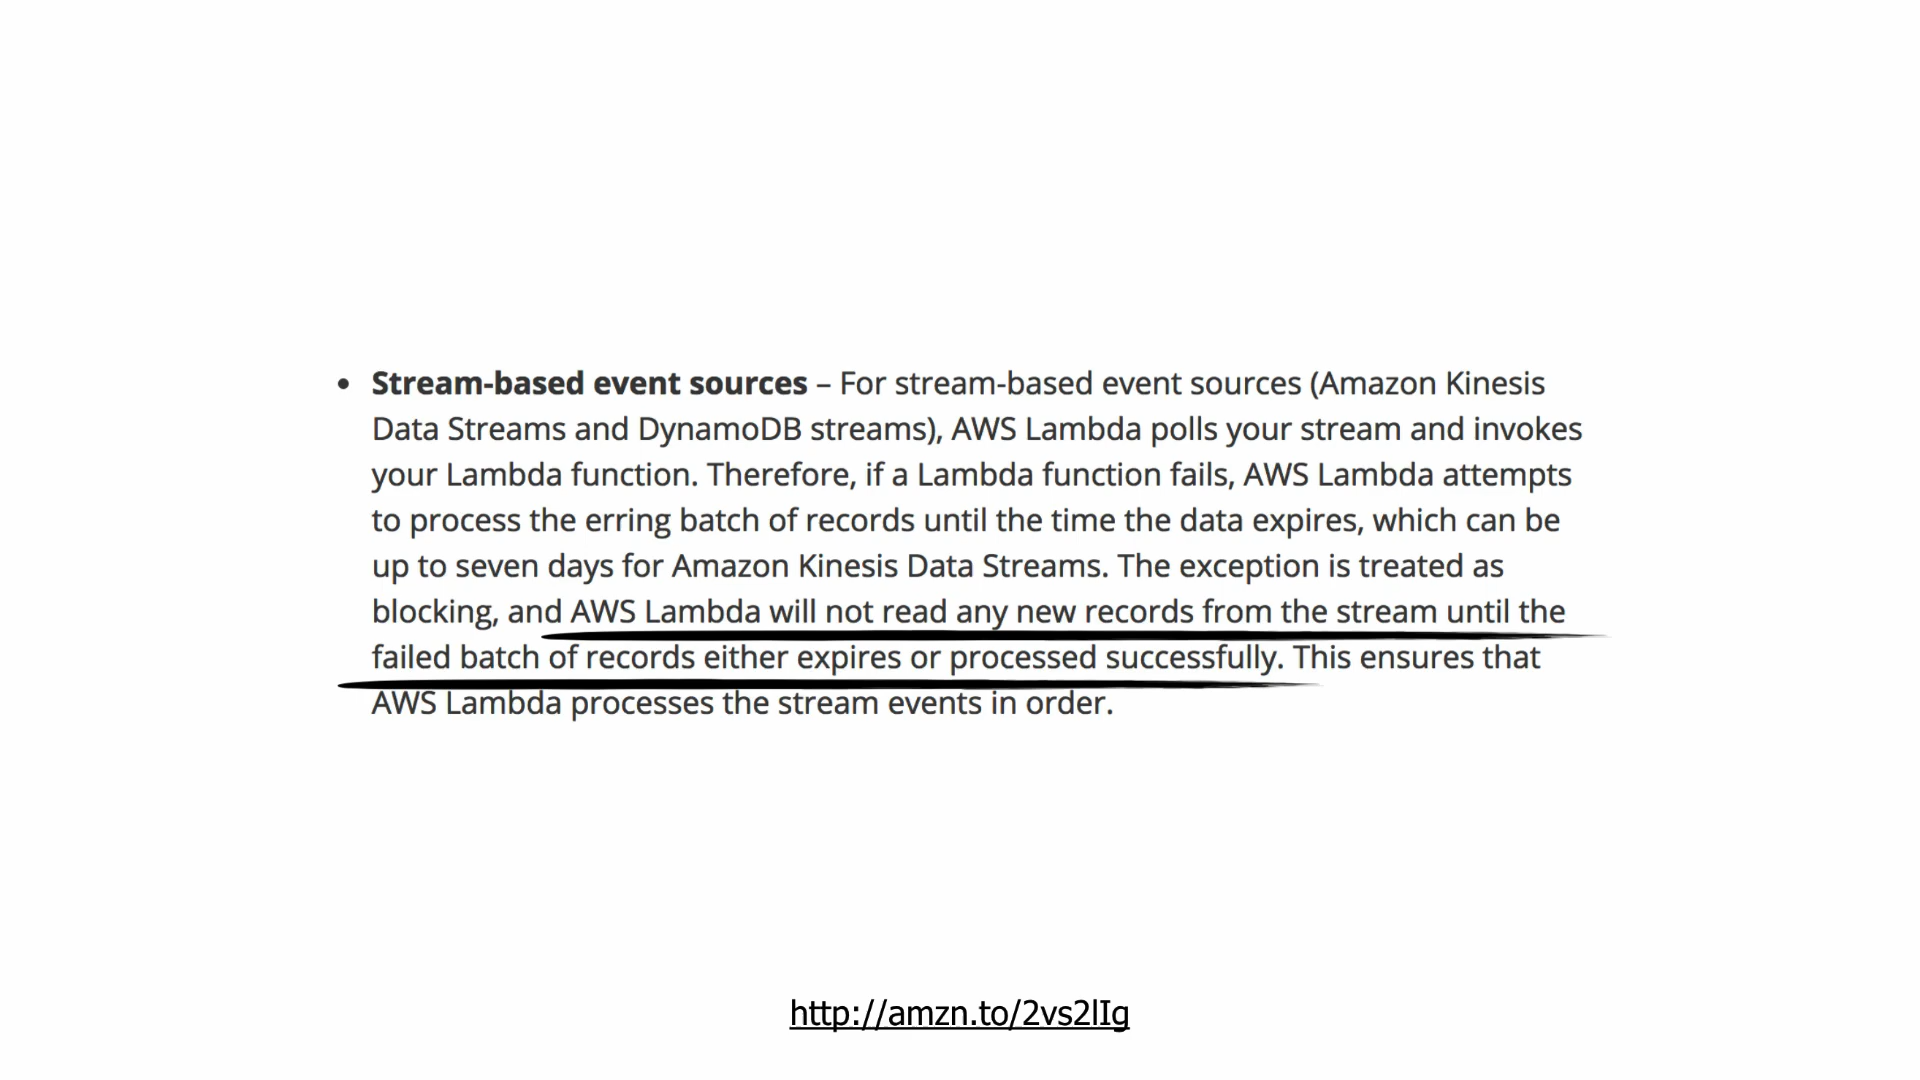 • Stream-based event sources – For stream-based event sources (Amazon Kinesis
Data Streams and DynamoDB streams), AWS Lambda polls your stream and invokes
your Lambda function. Therefore, if a Lambda function fails, AWS Lambda attempts
to process the erring batch of records until the time the data expires, which can be
up to seven days for Amazon Kinesis Data Streams. The exception is treated as
blocking, and AWS Lambda will not read any new records from the stream until the
failed batch of records either expires or processed successfully. This ensures that
AWS Lambda processes the stream events in order.
http://amzn.to/2vs2lIg